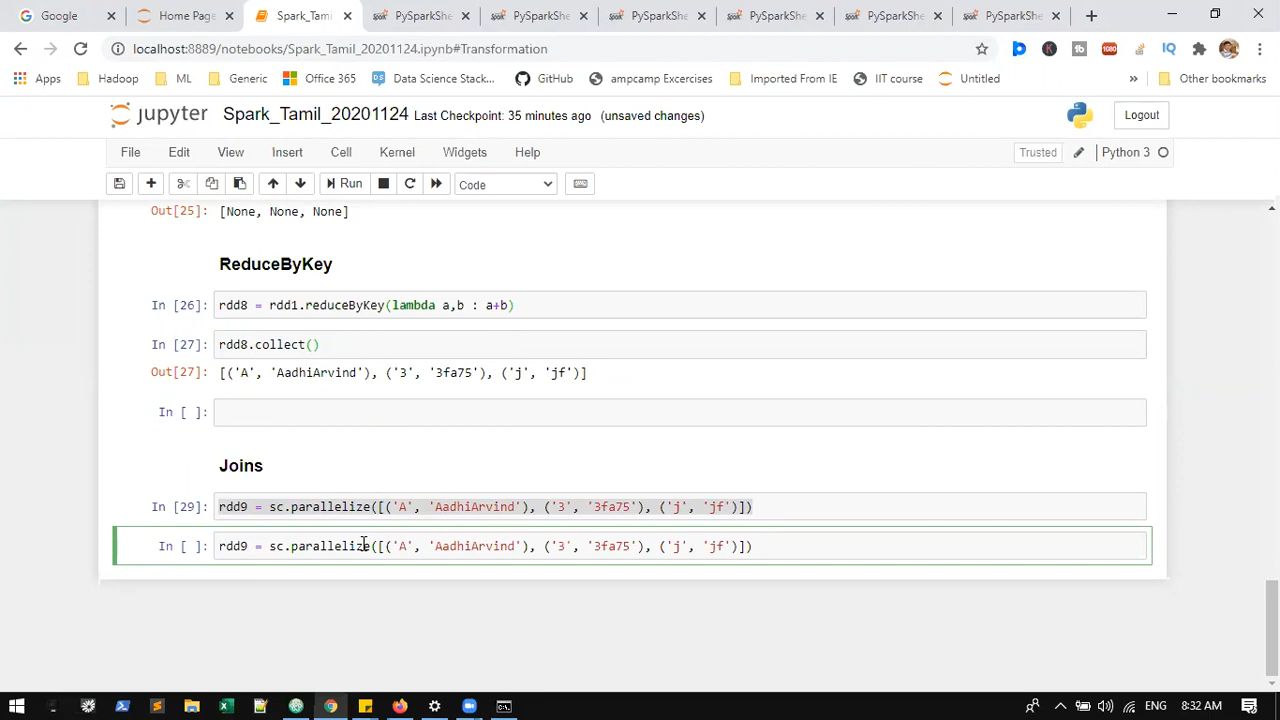 Google
Home Page
Spark_Tamil
PySparkShe
PySparkShe
PySparkShe
PySparkShe
PySparkShe
PySparkShe
localhost:8889/notebooks/Spark_Tamil_20201124.ipynb#Transformation
Apps Hadoop ML Generic Office 365 Data Science Stack... GitHub ampcamp Excercises Imported From IE IIT course Untitled » Other bookmarks
jupyter Spark_Tamil_20201124 Last Checkpoint: 35 minutes ago (unsaved changes) Logout
File Edit View Insert Cell Kernel Widgets Help Trusted Python 3
Run Code
Out[25]: [None, None, None]
ReduceByKey
In [26]: rdd8 = rdd1.reduceByKey(lambda a,b : a+b)
In [27]: rdd8.collect()
Out[27]: [('A', 'AadhiArvind'), ('3', '3fa75'), ('j', 'jf')]
In [ ]:
Joins
In [29]: rdd9 = sc.parallelize([('A', 'AadhiArvind'), ('3', '3fa75'), ('j', 'jf')])
In [ ]: rdd9 = sc.parallelize([('A', 'AadhiArvind'), ('3', '3fa75'), ('j', 'jf')])
8:32 AM